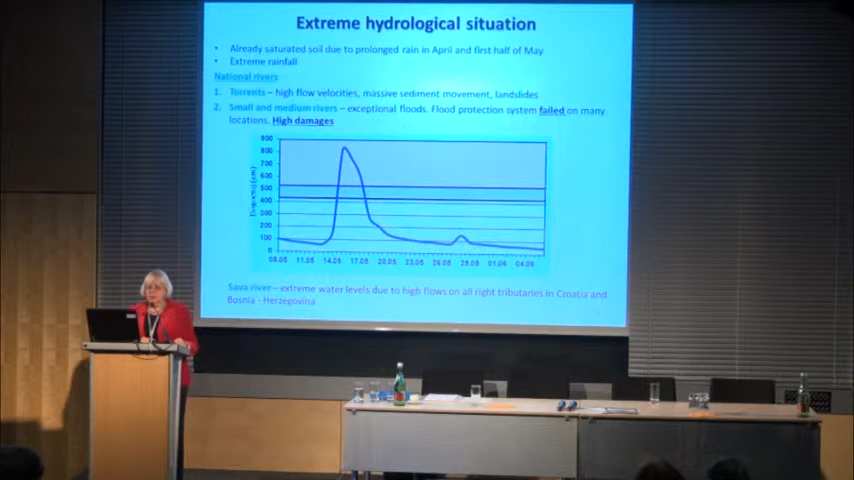 Extreme hydrological situation
• Already saturated soil due to prolonged rain in April and first half of May
• Extreme rainfall
National rivers
1. Torrents – high flow velocities, massive sediment movement, landslides
2. Small and medium rivers – exceptional floods. Flood protection system failed on many
locations. High damages
900
800
700
600
500
400
300
200
100
0
08.05 11.05 14.05 17.05 20.05 23.05 26.05 29.05 01.06 04.06
Sava river – extreme water levels due to high flows on all right tributaries in Croatia and
Bosnia - Herzegovina